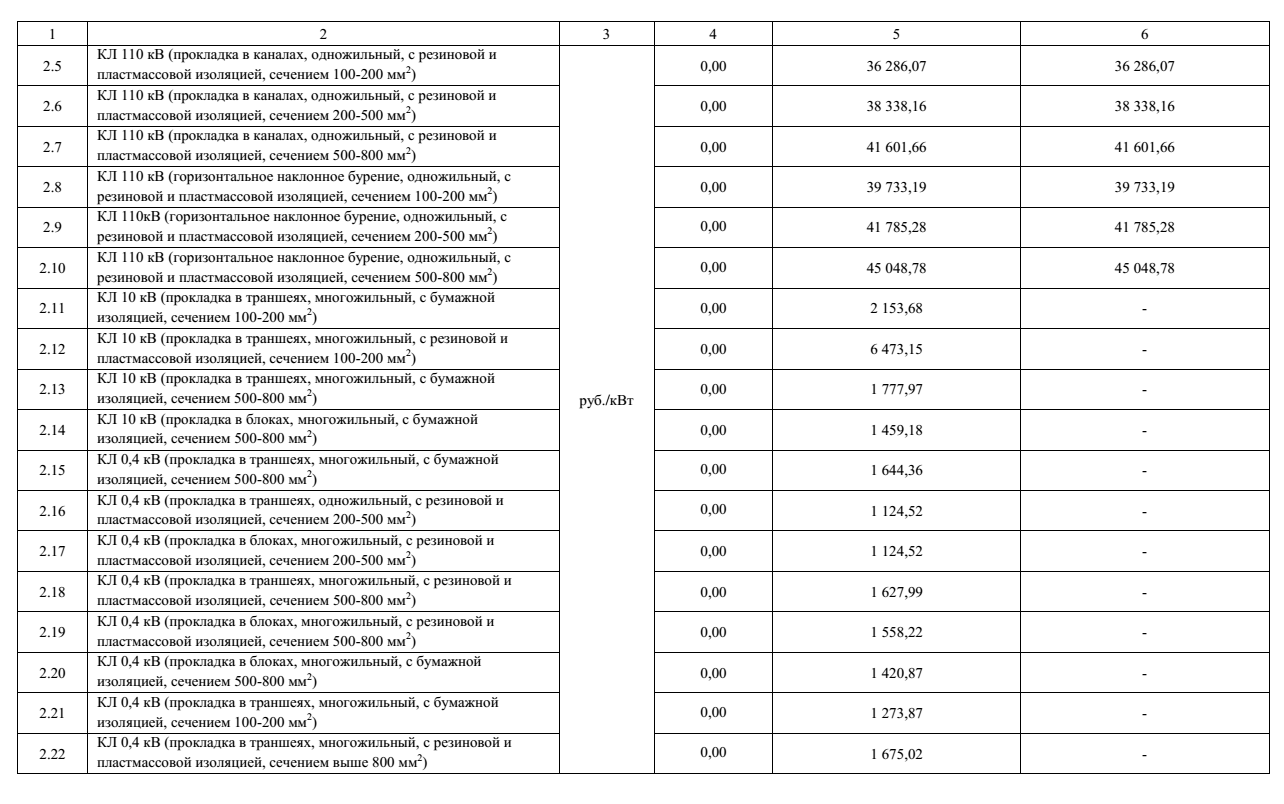 1 2 3 4 5 6
2.5 КЛ 110 кВ (прокладка в каналах, одножильный, с резиновой и
пластмассовой изоляцией, сечением 100-200 мм²) 0,00 36 286,07 36 286,07
2.6 КЛ 110 кВ (прокладка в каналах, одножильный, с резиновой и
пластмассовой изоляцией, сечением 200-500 мм²) 0,00 38 338,16 38 338,16
2.7 КЛ 110 кВ (прокладка в каналах, одножильный, с резиновой и
пластмассовой изоляцией, сечением 500-800 мм²) 0,00 41 601,66 41 601,66
2.8 КЛ 110 кВ (горизонтальное наклонное бурение, одножильный, с
резиновой и пластмассовой изоляцией, сечением 100-200 мм²) 0,00 39 733,19 39 733,19
2.9 КЛ 110кВ (горизонтальное наклонное бурение, одножильный, с
резиновой и пластмассовой изоляцией, сечением 200-500 мм²) 0,00 41 785,28 41 785,28
2.10 КЛ 110 кВ (горизонтальное наклонное бурение, одножильный, с
резиновой и пластмассовой изоляцией, сечением 500-800 мм²) 0,00 45 048,78 45 048,78
2.11 КЛ 10 кВ (прокладка в траншеях, многожильный, с бумажной
изоляцией, сечением 100-200 мм²) 0,00 2 153,68 -
2.12 КЛ 10 кВ (прокладка в траншеях, многожильный, с резиновой и
пластмассовой изоляцией, сечением 100-200 мм²) 0,00 6 473,15 -
2.13 КЛ 10 кВ (прокладка в траншеях, многожильный, с бумажной
изоляцией, сечением 500-800 мм²) руб./кВт 0,00 1 777,97 -
2.14 КЛ 10 кВ (прокладка в блоках, многожильный, с бумажной
изоляцией, сечением 500-800 мм²) 0,00 1 459,18 -
2.15 КЛ 0,4 кВ (прокладка в траншеях, многожильный, с бумажной
изоляцией, сечением 500-800 мм²) 0,00 1 644,36 -
2.16 КЛ 0,4 кВ (прокладка в траншеях, одножильный, с резиновой и
пластмассовой изоляцией, сечением 200-500 мм²) 0,00 1 124,52 -
2.17 КЛ 0,4 кВ (прокладка в блоках, многожильный, с резиновой и
пластмассовой изоляцией, сечением 200-500 мм²) 0,00 1 124,52 -
2.18 КЛ 0,4 кВ (прокладка в траншеях, многожильный, с резиновой и
пластмассовой изоляцией, сечением 500-800 мм²) 0,00 1 627,99 -
2.19 КЛ 0,4 кВ (прокладка в блоках, многожильный, с резиновой и
пластмассовой изоляцией, сечением 500-800 мм²) 0,00 1 558,22 -
2.20 КЛ 0,4 кВ (прокладка в блоках, многожильный, с бумажной
изоляцией, сечением 500-800 мм²) 0,00 1 420,87 -
2.21 КЛ 0,4 кВ (прокладка в траншеях, многожильный, с бумажной
изоляцией, сечением 100-200 мм²) 0,00 1 273,87 -
2.22 КЛ 0,4 кВ (прокладка в траншеях, многожильный, с резиновой и
пластмассовой изоляцией, сечением выше 800 мм²) 0,00 1 675,02 -